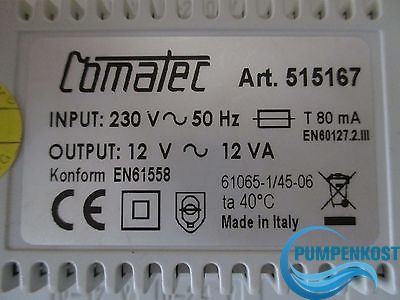 Comatec Art. 515167
INPUT: 230 V ~ 50 Hz T 80 mA
EN60127.2.III
OUTPUT: 12 V ~ 12 VA
Konform EN61558
61065-1/45-06
ta 40°C
CE
Made in Italy
PUMPENKOST